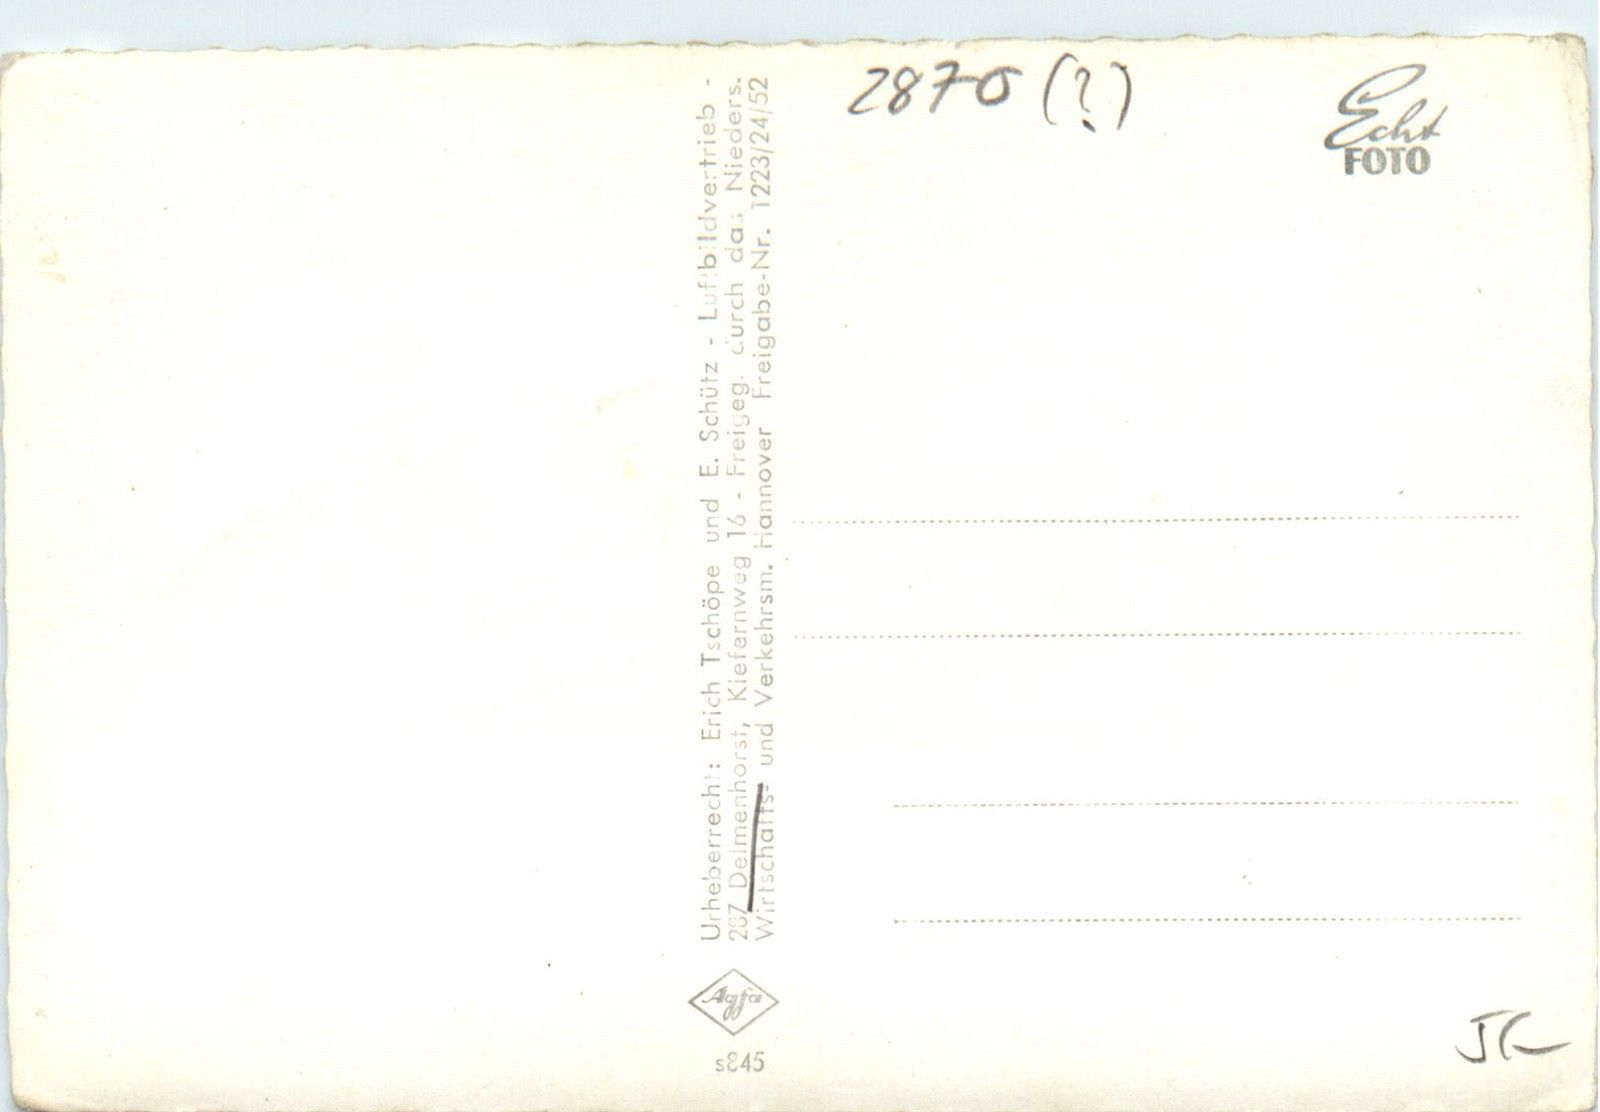 2870 (?)
Echt
FOTO
Urheberrecht: Erich Tschöpe und E. Schütz - Luftbildvertrieb -
287 Delmenhorst, Kiefernweg 16 - Freigeg. durch das Nieders.
Wirtschafts- und Verkehrsm. Hannover Freigabe-Nr. 1223/24/52
Agfa
s845